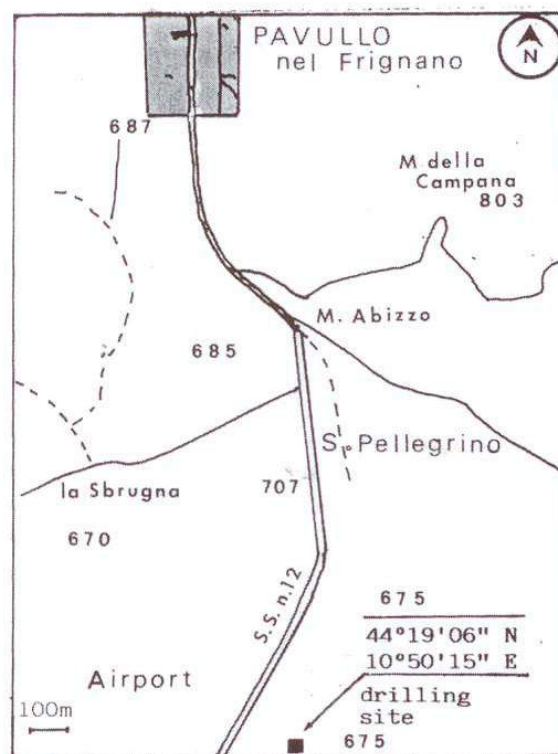 PAVULLO
nel Frignano
N
687
M. della
Campana
803
M. Abizzo
685
S. Pellegrino
la Sbrugna
707
670
S.S. n.12
675
44°19'06" N
10°50'15" E
Airport
drilling
site
100m
675